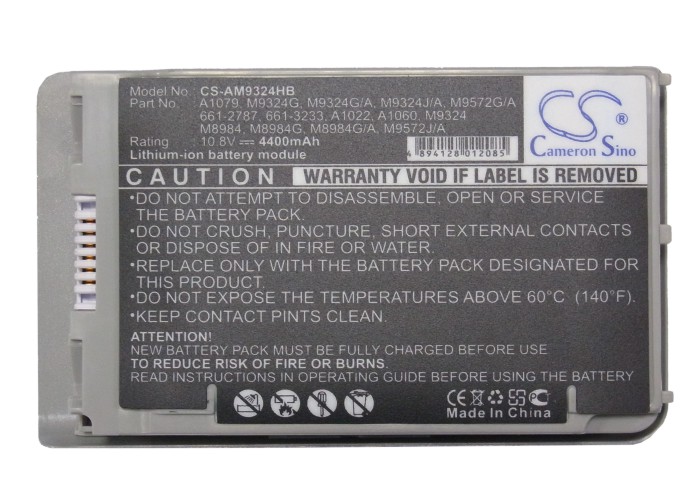 Model No.: CS-AM9324HB
Part No.: A1079, M9324G, M9324G/A, M9324J/A, M9572G/A
661-2787, 661-3233, A1022, A1060. M9324
M8984, M8984G, M8984G/A, M9572J/A
Rating : 10.8V 4400mAh
Lithium-ion battery module
4 894128 012085
CS
®
Cameron Sino
CAUTION WARRANTY VOID IF LABEL IS REMOVED
•DO NOT ATTEMPT TO DISASSEMBLE, OPEN OR SERVICE
THE BATTERY PACK.
•DO NOT CRUSH, PUNCTURE, SHORT EXTERNAL CONTACTS
OR DISPOSE OF IN FIRE OR WATER.
•REPLACE ONLY WITH THE BATTERY PACK DESIGNATED FOR
THIS PRODUCT.
•DO NOT EXPOSE THE TEMPERATURES ABOVE 60°C (140°F).
•KEEP CONTACT PINTS CLEAN.
ATTENTION!
NEW BATTERY PACK MUST BE FULLY CHARGED BEFORE USE.
TO REDUCE RISK OF FIRE OR BURNS.
READ INSTRUCTIONS IN OPERATING GUIDE BEFORE BEGINNING USE.
CE
Made In China